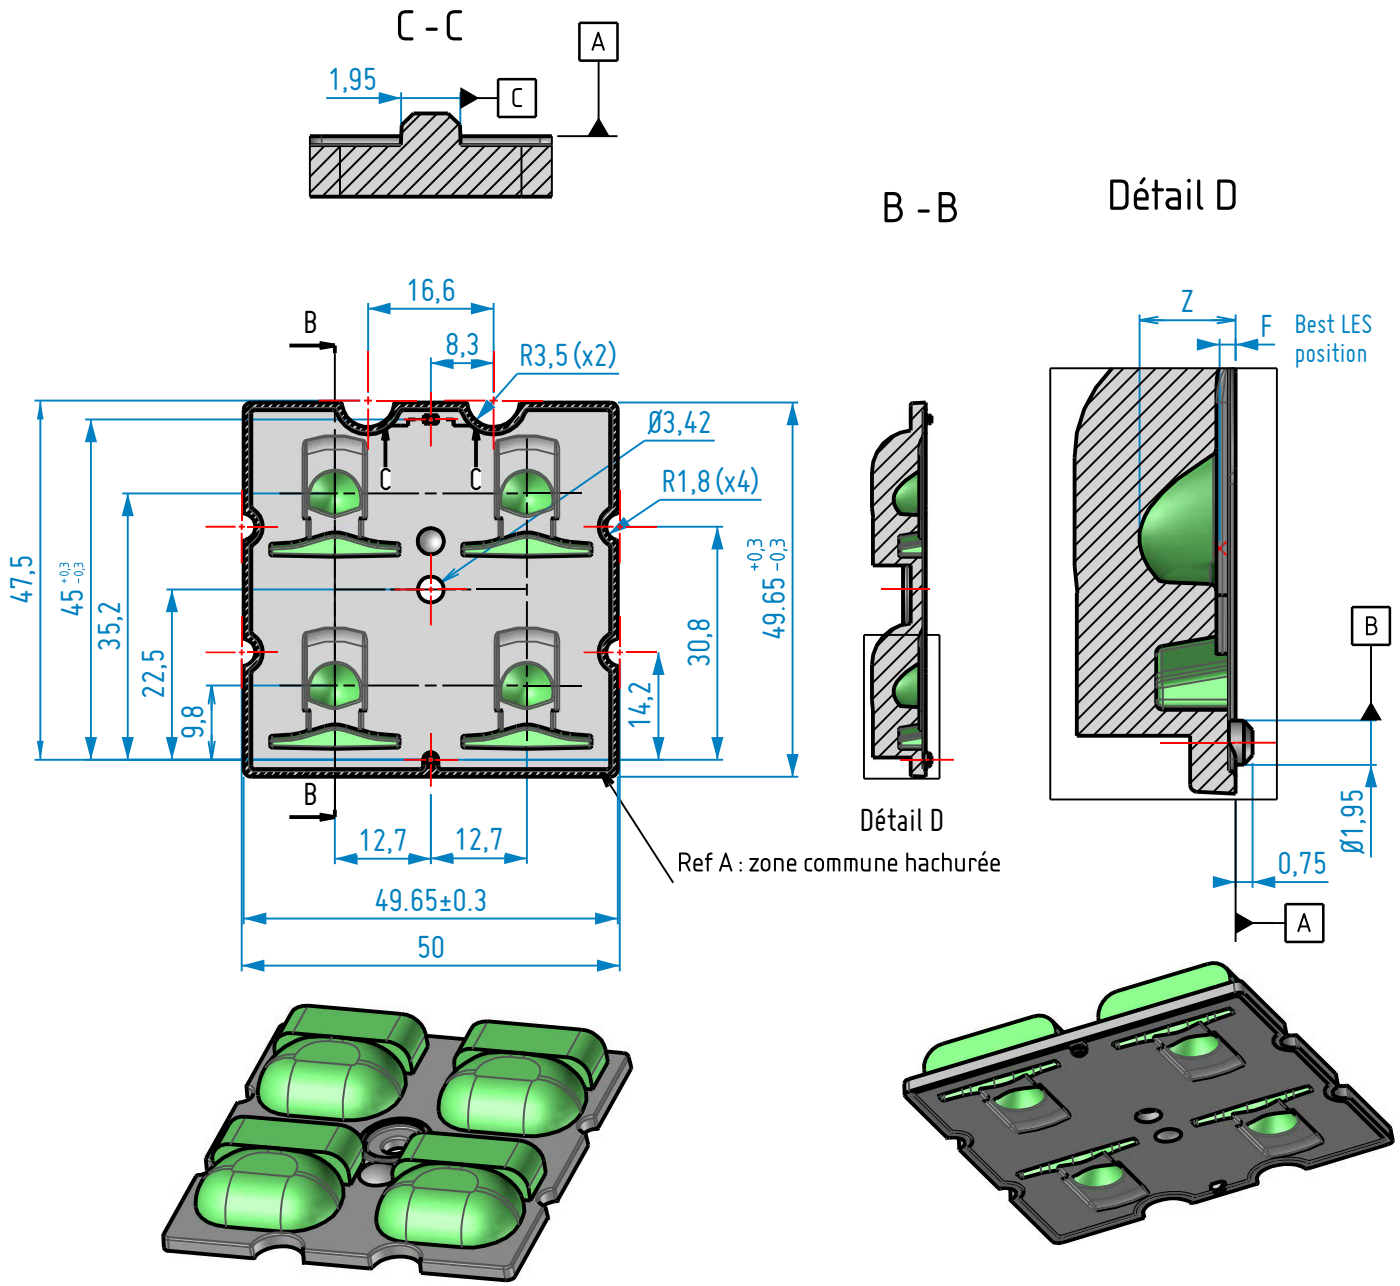 C - C
A
1,95
C
B - B
Détail D
16,6
B
8,3
R3,5 (x2)
Z
F
Best LES
position
Ø3,42
C
C
R1,8 (x4)
47,5
45 +0,3 -0,3
35,2
22,5
9,8
14,2
30,8
49.65 +0,3 -0,3
B
B
Détail D
12,7
12,7
Ref A : zone commune hachurée
Ø1,95
0,75
49.65±0.3
A
50